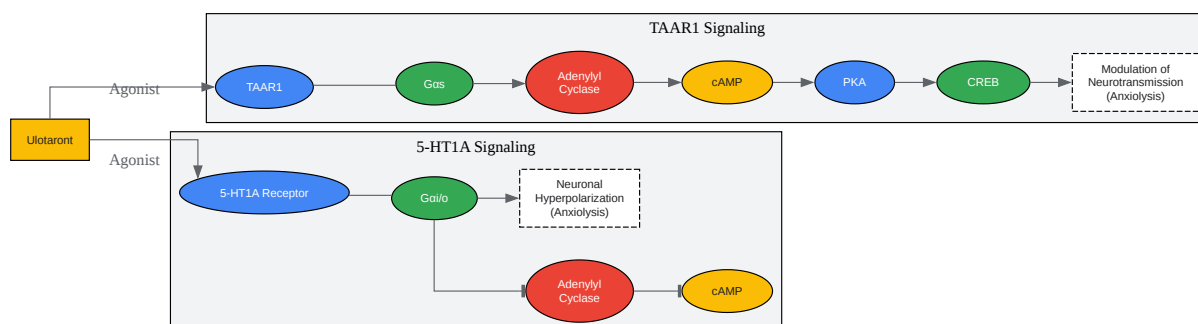 TAAR1 Signaling
Agonist
TAAR1
Gαs
Adenylyl
Cyclase
cAMP
PKA
CREB
Modulation of
Neurotransmission
(Anxiolysis)
Ulotaront
Agonist
5-HT1A Signaling
5-HT1A Receptor
Gαi/o
Neuronal
Hyperpolarization
(Anxiolysis)
Adenylyl
Cyclase
cAMP